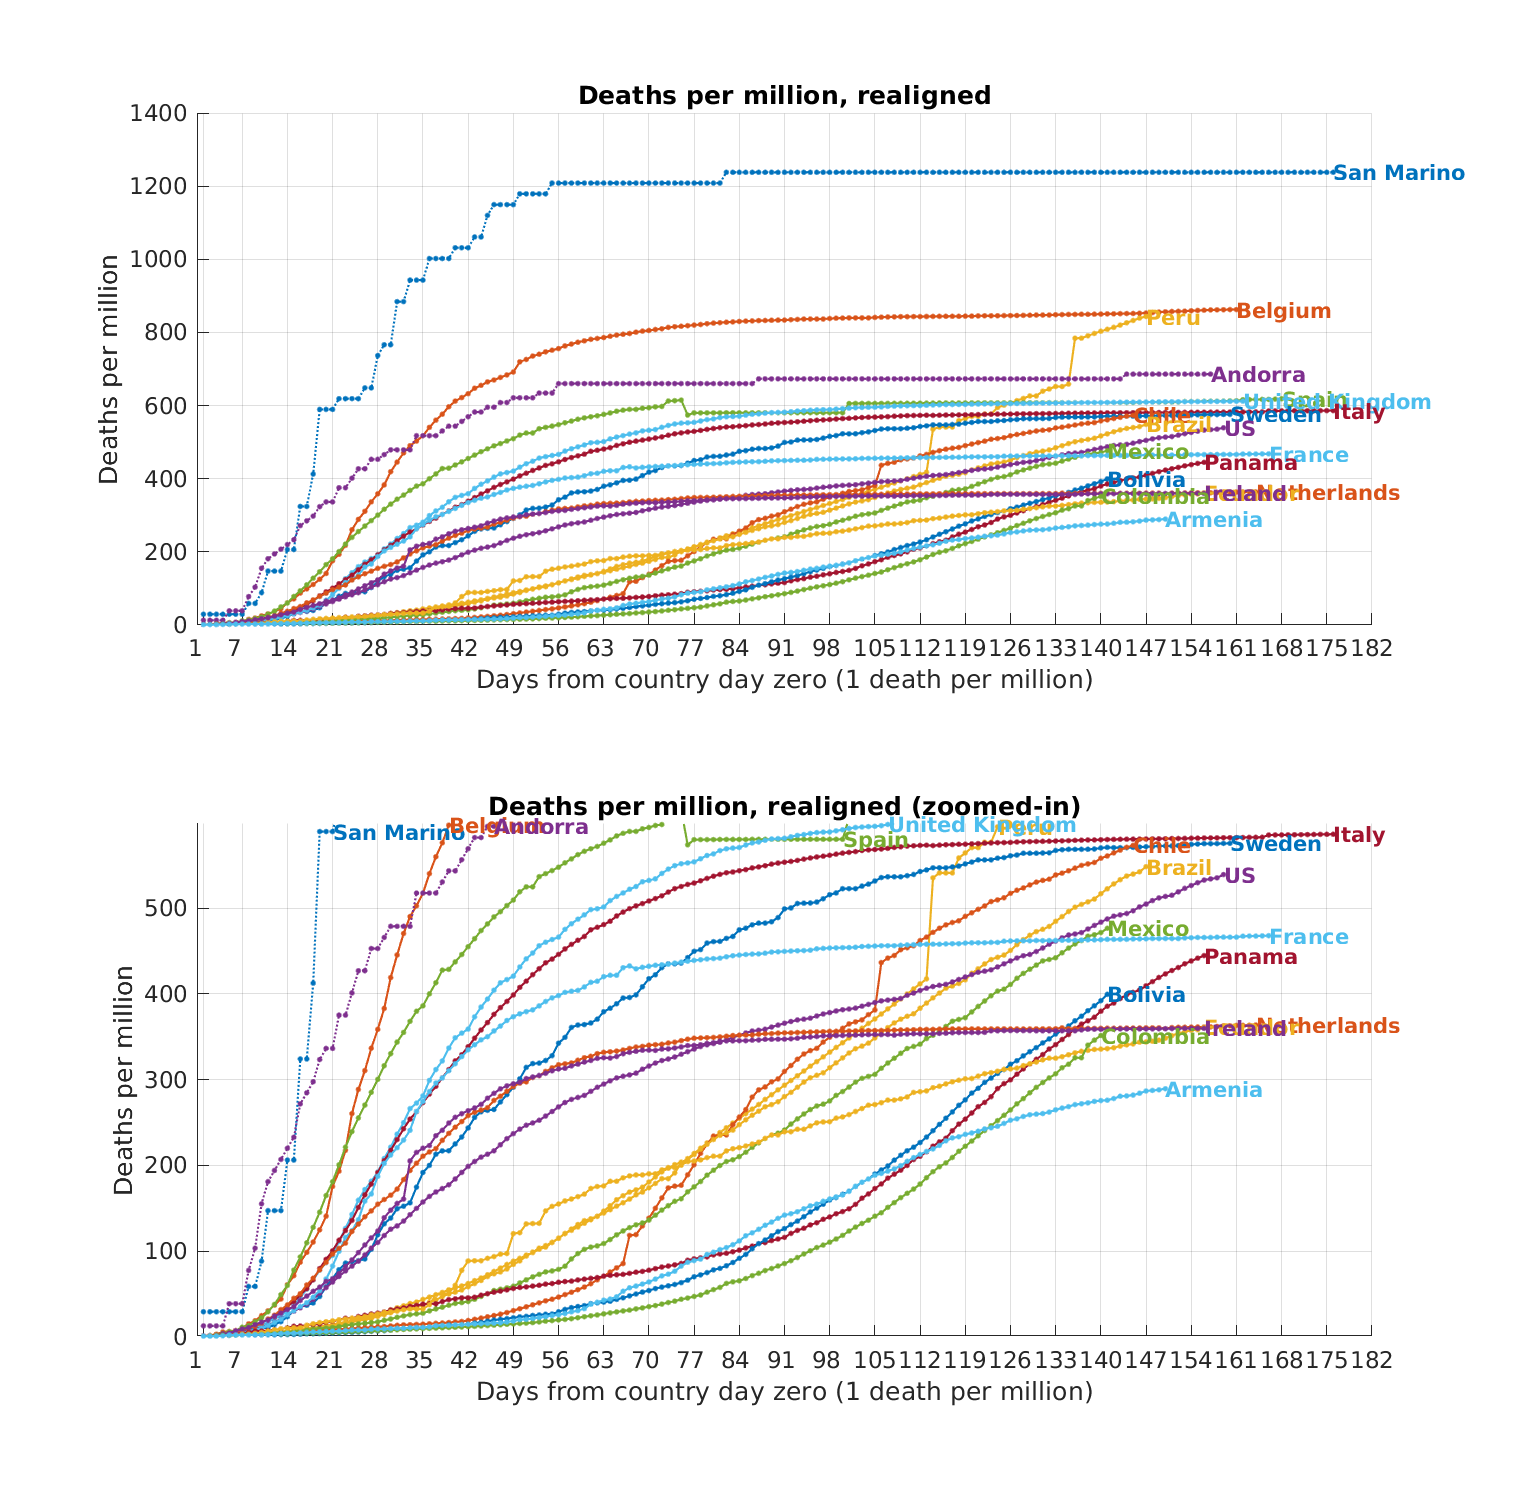 Deaths per million, realigned
Deaths per million
1400
1200
1000
800
600
400
200
0
San Marino
Belgium
Peru
Andorra
Spain
United Kingdom
Italy
Sweden
Chile
Brazil
US
Mexico
France
Panama
Bolivia
Netherlands
Ireland
Colombia
Armenia
1 7 14 21 28 35 42 49 56 63 70 77 84 91 98 105 112 119 126 133 140 147 154 161 168 175 182
Days from country day zero (1 death per million)
Deaths per million, realigned (zoomed-in)
Deaths per million
500
400
300
200
100
0
San Marino
Belgium
Andorra
United Kingdom
Peru
Spain
Italy
Chile
Sweden
Brazil
US
Mexico
France
Panama
Bolivia
Netherlands
Ireland
Colombia
Armenia
1 7 14 21 28 35 42 49 56 63 70 77 84 91 98 105 112 119 126 133 140 147 154 161 168 175 182
Days from country day zero (1 death per million)